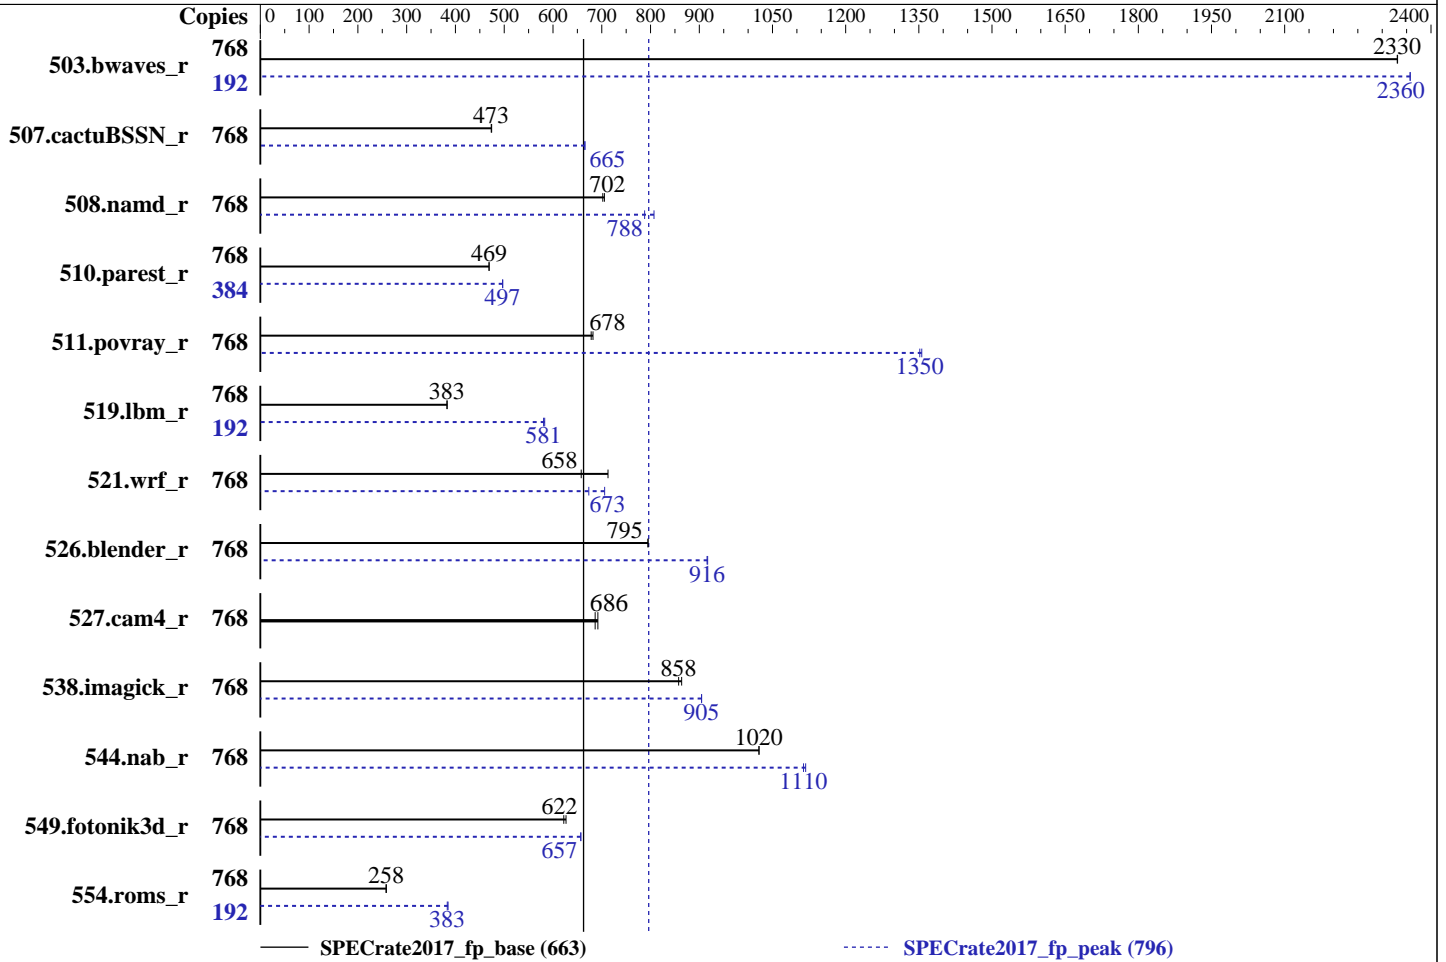 Copies 0 100 200 300 400 500 600 700 800 900 1050 1200 1350 1500 1650 1800 1950 2100 2400
503.bwaves_r 768 2330
192 2360
507.cactuBSSN_r 768 473
665
508.namd_r 768 702
788
510.parest_r 768 469
384 497
511.povray_r 768 678
1350
519.lbm_r 768 383
192 581
521.wrf_r 768 658
673
526.blender_r 768 795
916
527.cam4_r 768 686
538.imagick_r 768 858
905
544.nab_r 768 1020
1110
549.fotonik3d_r 768 622
657
554.roms_r 768 258
192 383
SPECrate2017_fp_base (663) SPECrate2017_fp_peak (796)